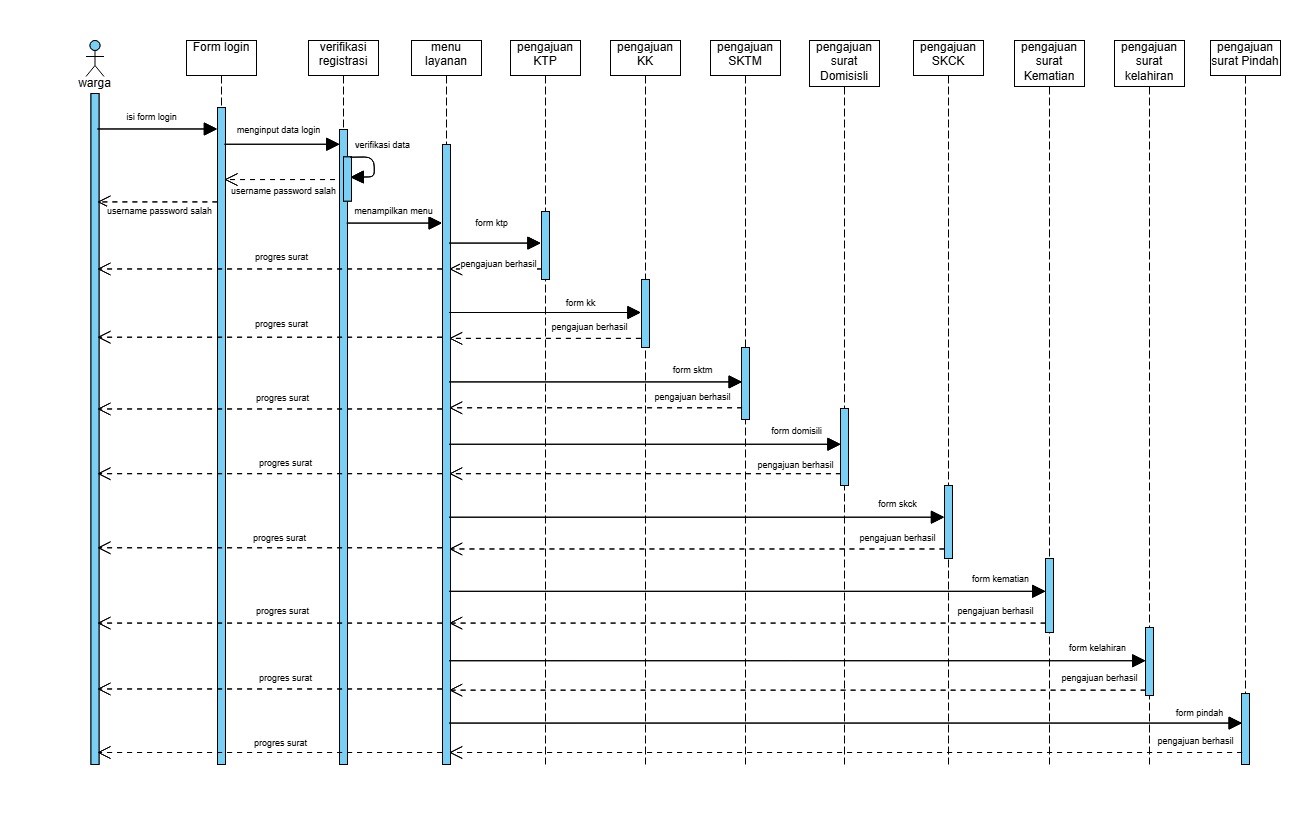 warga
Form login
verifikasi
registrasi
menu
layanan
pengajuan
KTP
pengajuan
KK
pengajuan
SKTM
pengajuan
surat
Domisisli
pengajuan
SKCK
pengajuan
surat
Kematian
pengajuan
surat
kelahiran
pengajuan
surat Pindah
isi form login
menginput data login
verifikasi data
username password salah
username password salah
menampilkan menu
form ktp
progres surat
pengajuan berhasil
form kk
progres surat
pengajuan berhasil
form sktm
progres surat
pengajuan berhasil
form domisili
progres surat
pengajuan berhasil
form skck
progres surat
pengajuan berhasil
form kematian
progres surat
pengajuan berhasil
form kelahiran
progres surat
pengajuan berhasil
form pindah
progres surat
pengajuan berhasil